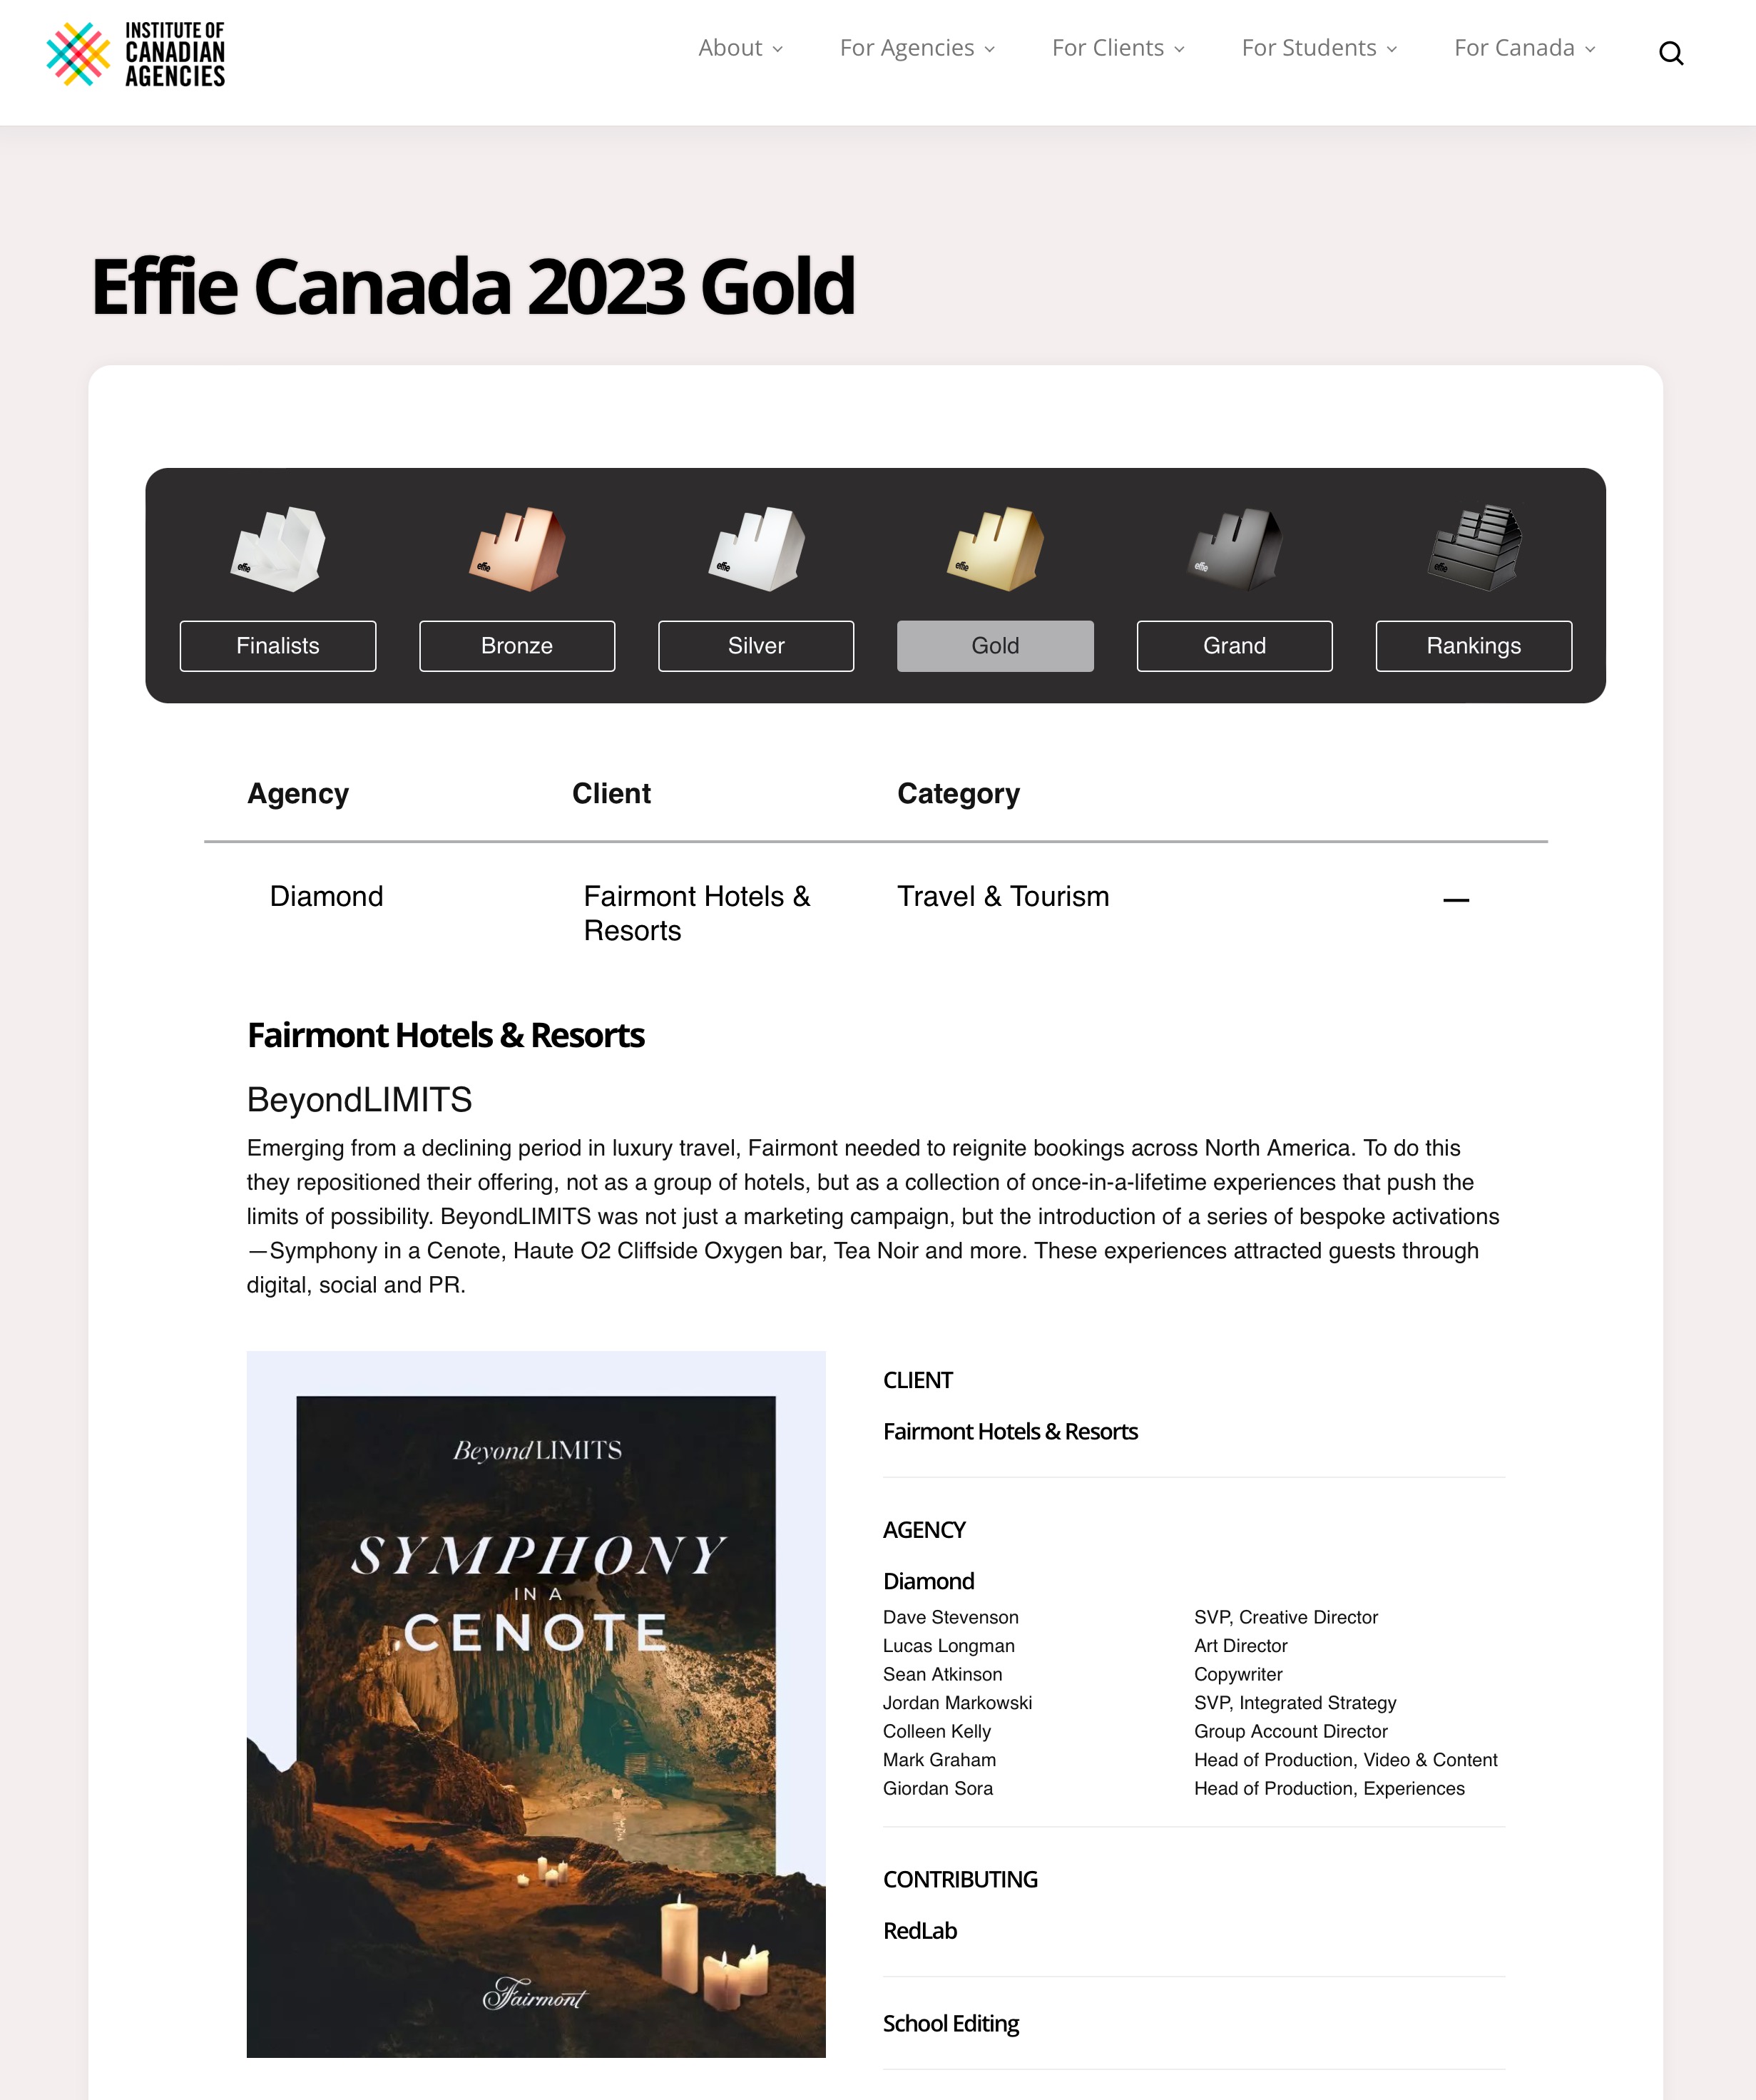 INSTITUTE OF
CANADIAN
AGENCIES
About
For Agencies
For Clients
For Students
For Canada
Effie Canada 2023 Gold
effie
effie
effie
effie
effie
effie
Finalists
Bronze
Silver
Gold
Grand
Rankings
Agency
Client
Category
Diamond
Fairmont Hotels &
Resorts
Travel & Tourism
Fairmont Hotels & Resorts
BeyondLIMITS
Emerging from a declining period in luxury travel, Fairmont needed to reignite bookings across North America. To do this
they repositioned their offering, not as a group of hotels, but as a collection of once-in-a-lifetime experiences that push the
limits of possibility. BeyondLIMITS was not just a marketing campaign, but the introduction of a series of bespoke activations
—Symphony in a Cenote, Haute O2 Cliffside Oxygen bar, Tea Noir and more. These experiences attracted guests through
digital, social and PR.
BeyondLIMITS
SYMPHONY
IN A
CENOTE
Fairmont
CLIENT
Fairmont Hotels & Resorts
AGENCY
Diamond
Dave Stevenson SVP, Creative Director
Lucas Longman Art Director
Sean Atkinson Copywriter
Jordan Markowski SVP, Integrated Strategy
Colleen Kelly Group Account Director
Mark Graham Head of Production, Video & Content
Giordan Sora Head of Production, Experiences
CONTRIBUTING
RedLab
School Editing